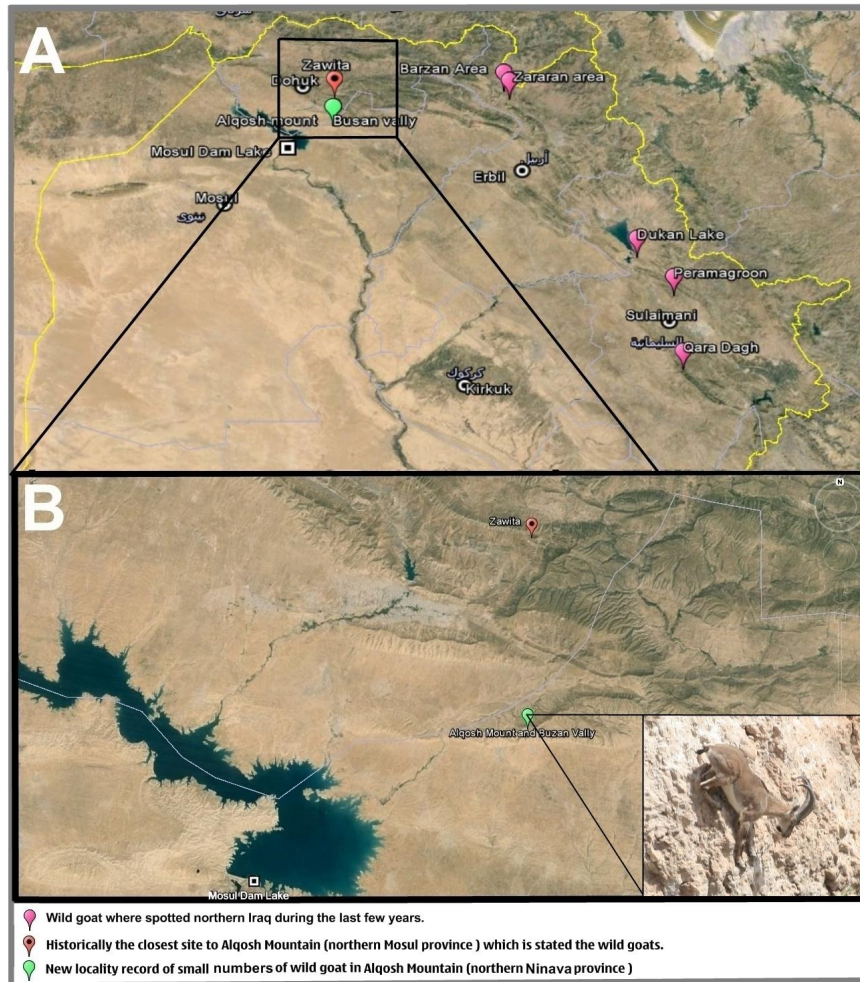 A
Zawita
Dohuk
Barzan Area
Zararan area
Alqosh mount
Busan vally
Mosul Dam Lake
أربيل
Erbil
Mosul
نينوى
Dukan Lake
Peramagroon
Sulaimani
السليمانية
Qara Dagh
كركوك
Kirkuk
B
N
Zawita
Alqosh Mount and Buzan Vally
Mosul Dam Lake
Wild goat where spotted northern Iraq during the last few years.
Historically the closest site to Alqosh Mountain (northern Mosul province ) which is stated the wild goats.
New locality record of small numbers of wild goat in Alqosh Mountain (northern Ninava province )